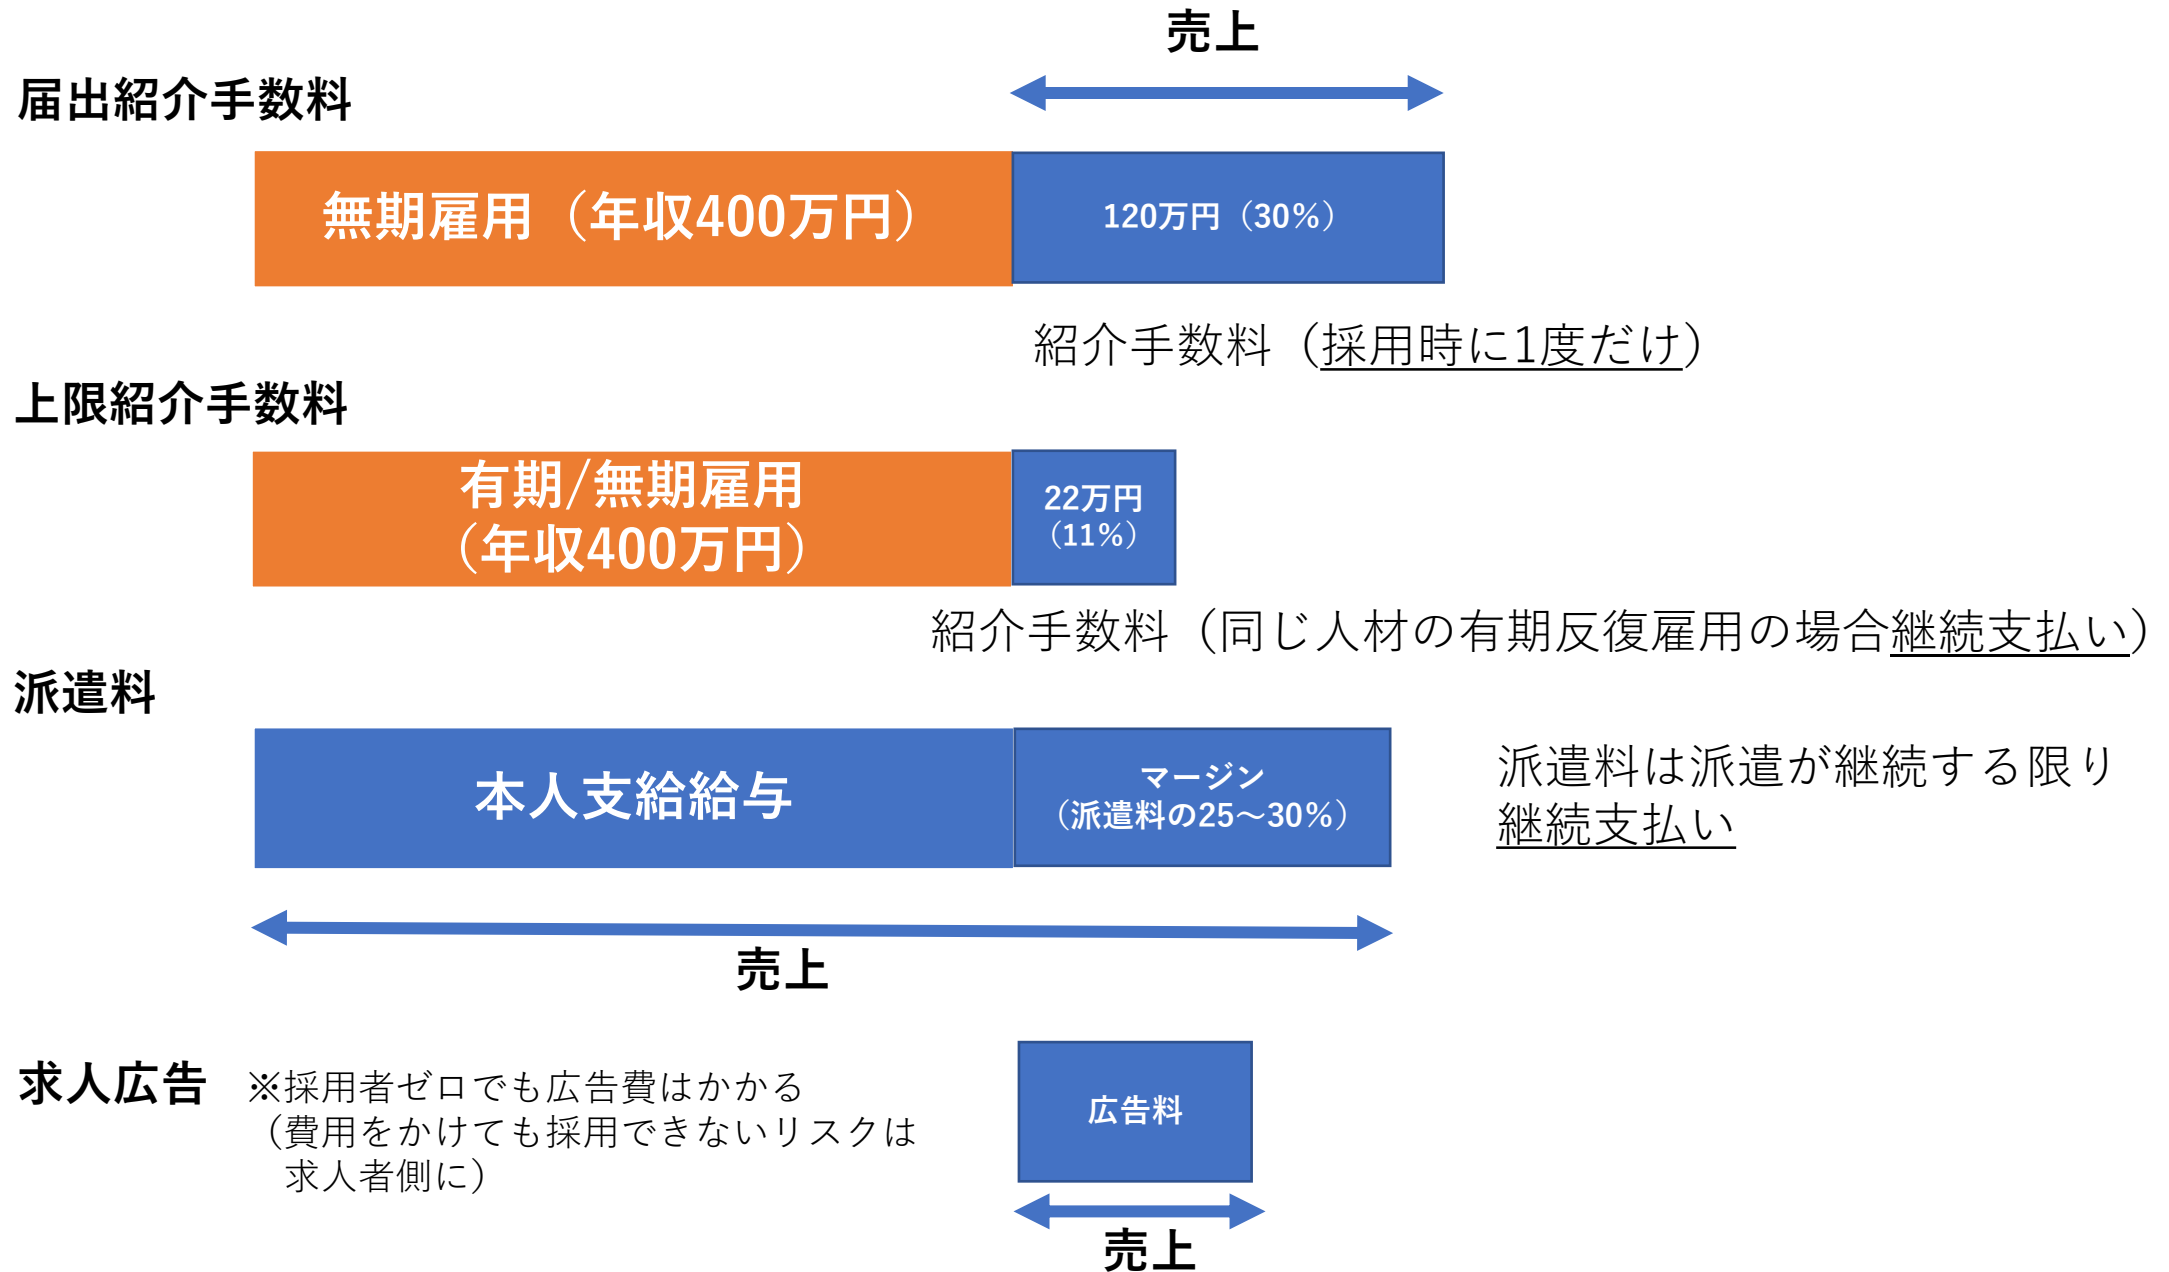 売上
届出紹介手数料
無期雇用（年収400万円）
120万円（30%）
紹介手数料（採用時に1度だけ）
上限紹介手数料
有期/無期雇用
（年収400万円）
22万円
（11%）
紹介手数料（同じ人材の有期反復雇用の場合継続支払い）
派遣料
本人支給給与
マージン
（派遣料の25～30%）
派遣料は派遣が継続する限り
継続支払い
売上
求人広告
※採用者ゼロでも広告費はかかる
（費用をかけても採用できないリスクは
求人者側に）
広告料
売上